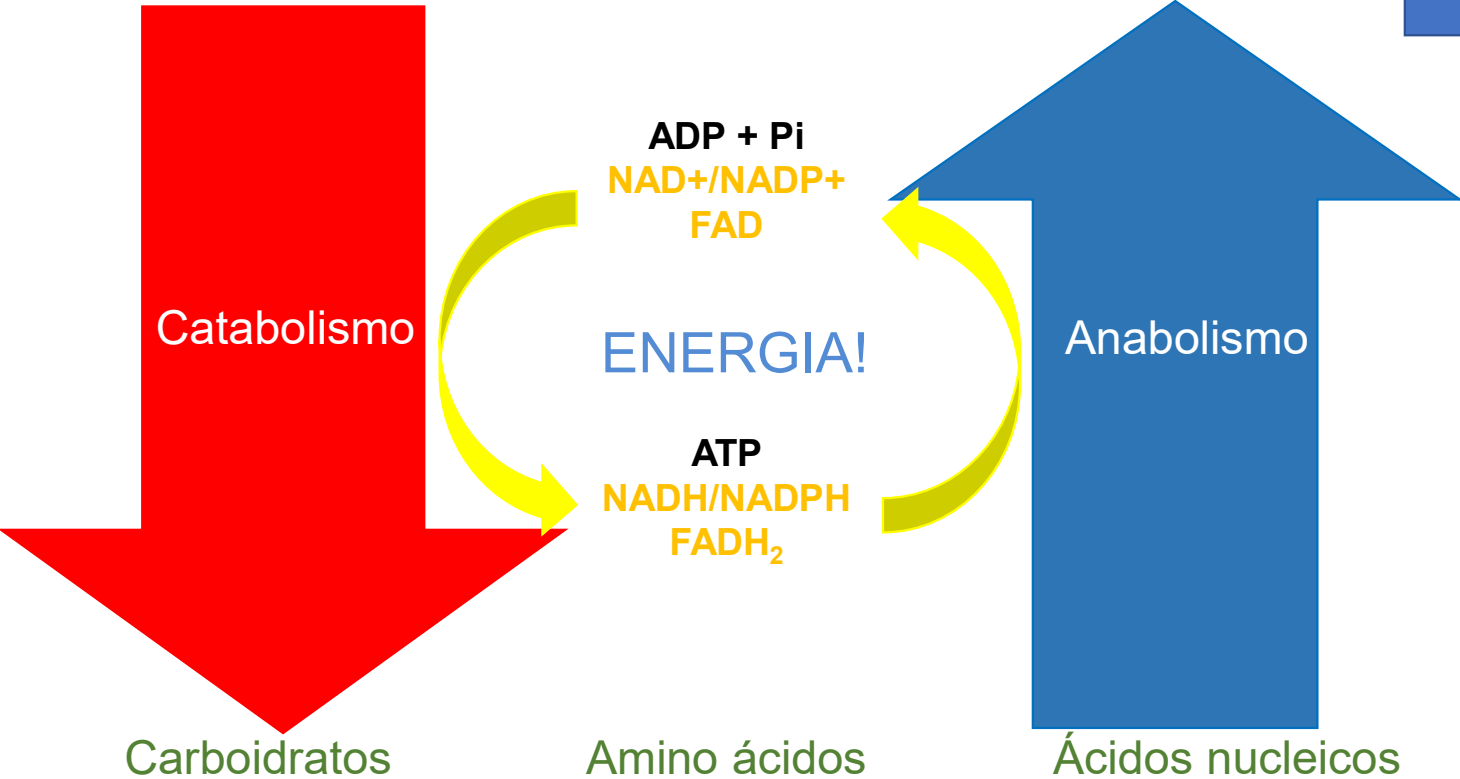 ADP + Pi
NAD+/NADP+
FAD
Catabolismo
ENERGIA!
Anabolismo
ATP
NADH/NADPH
FADH₂
Carboidratos
Amino ácidos
Ácidos nucleicos